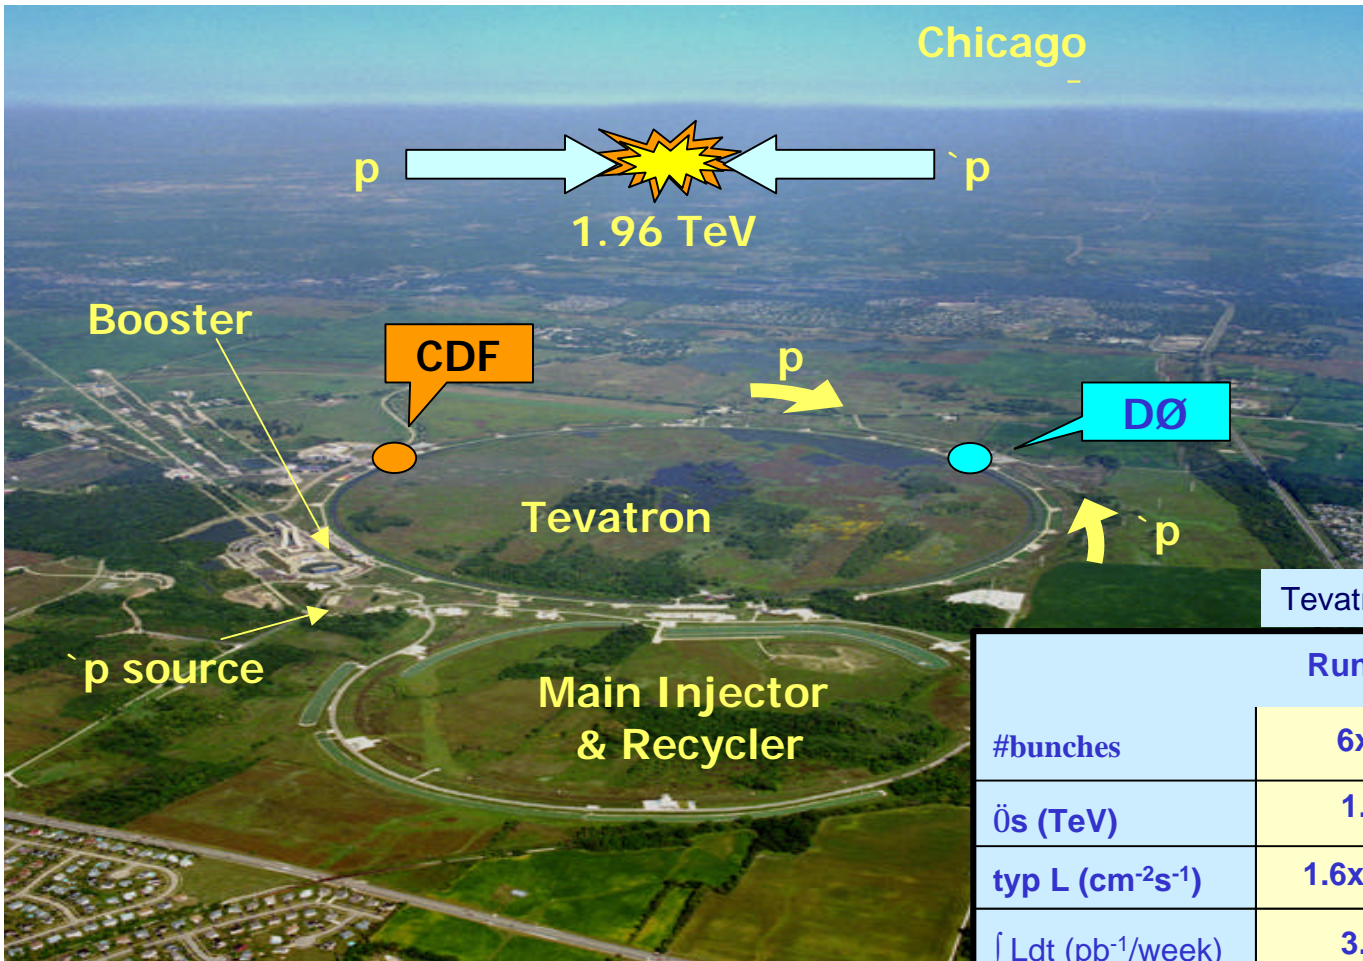 Chicago
p
`p
1.96 TeV
Booster
CDF
p
DØ
Tevatron
`p
`p source
Main Injector
& Recycler
Tevatr
Run
#bunches 6x
Ös (TeV) 1.
typ L (cm⁻²s⁻¹) 1.6x
∫ Ldt (pb⁻¹/week) 3.